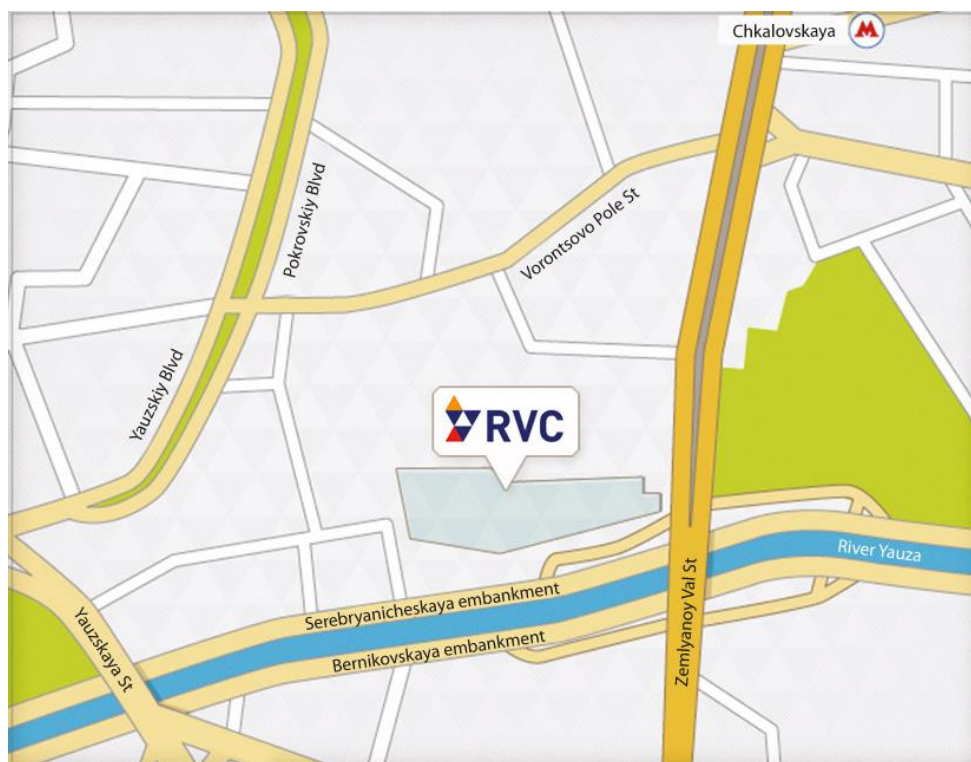 Chkalovskaya
M
Pokrovskiy Blvd
Vorontsovo Pole St
Yauzskiy Blvd
RVC
River Yauza
Serebryanicheskaya embankment
Bernikovskaya embankment
Yauzskaya St
Zemlyanoy Val St